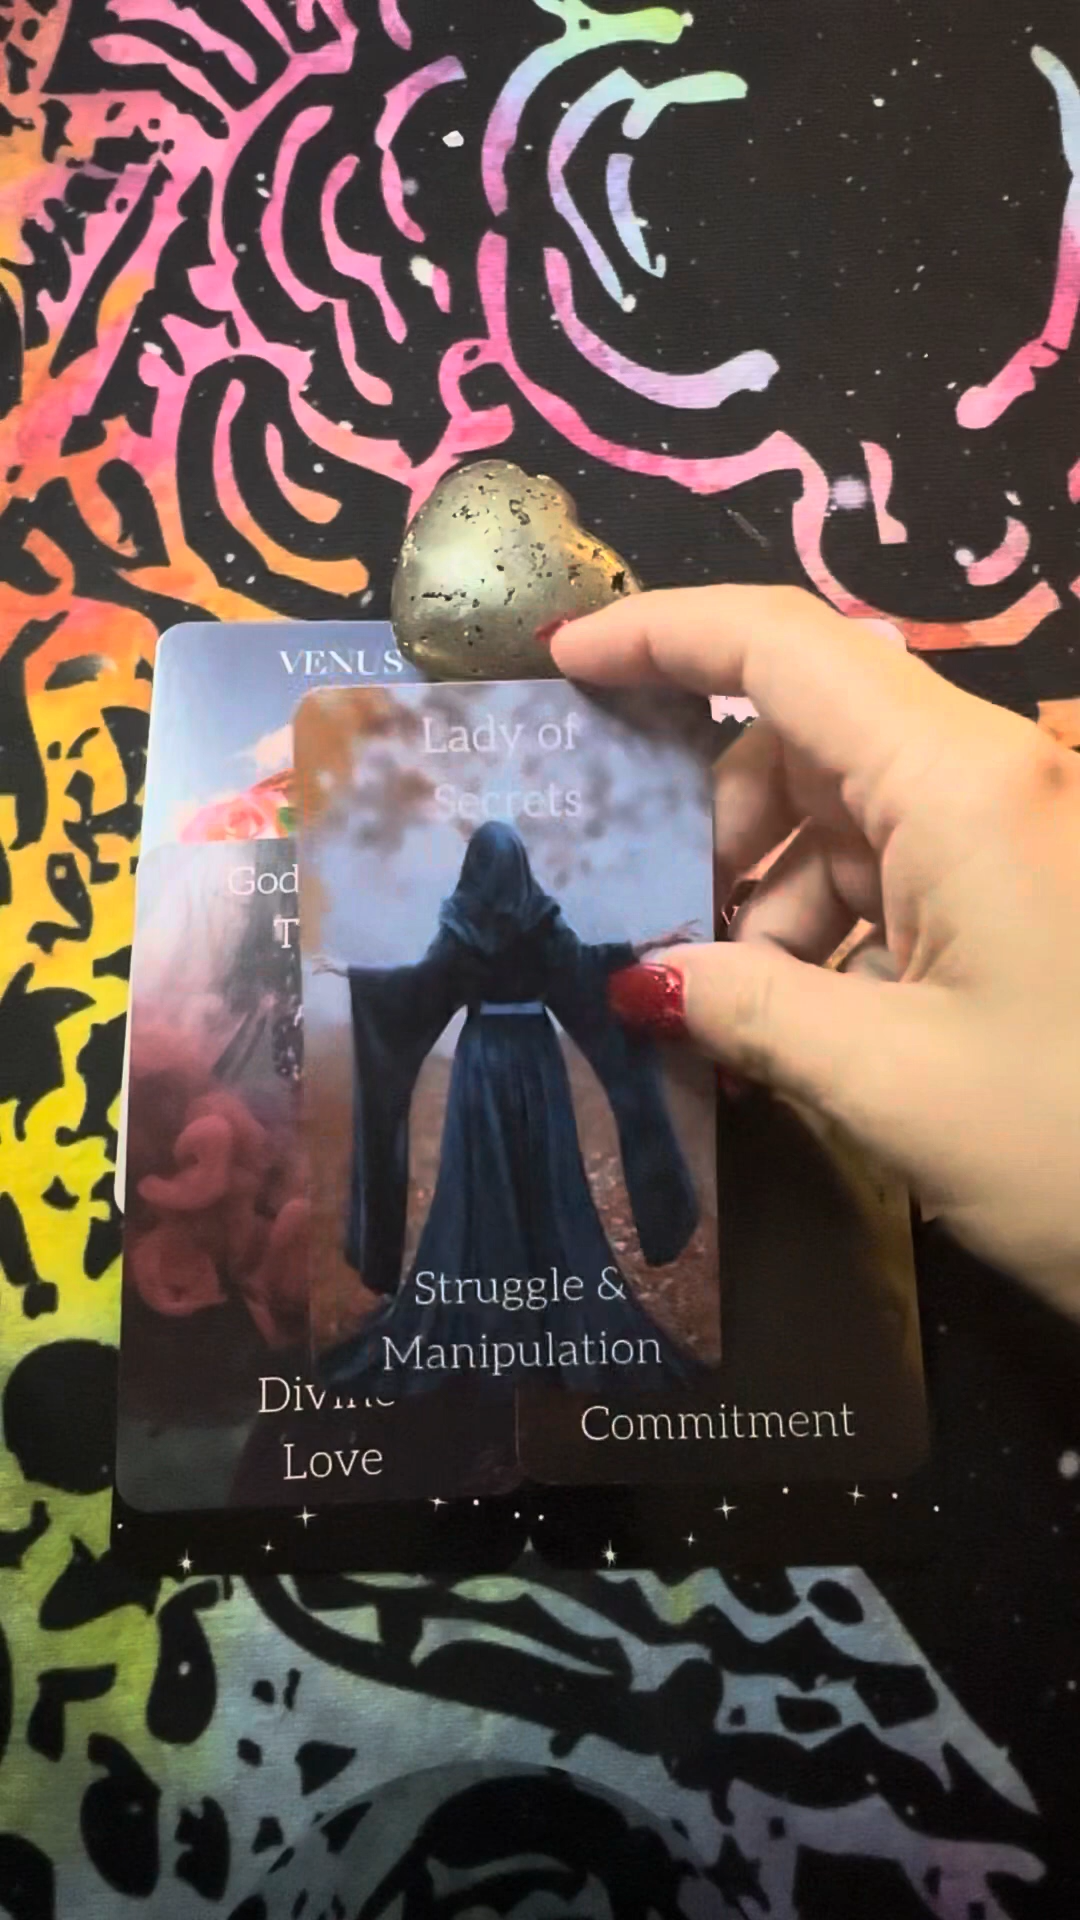 VENUS
Lady of
Secrets
God
T
Struggle &
Manipulation
Divine
Love
Commitment